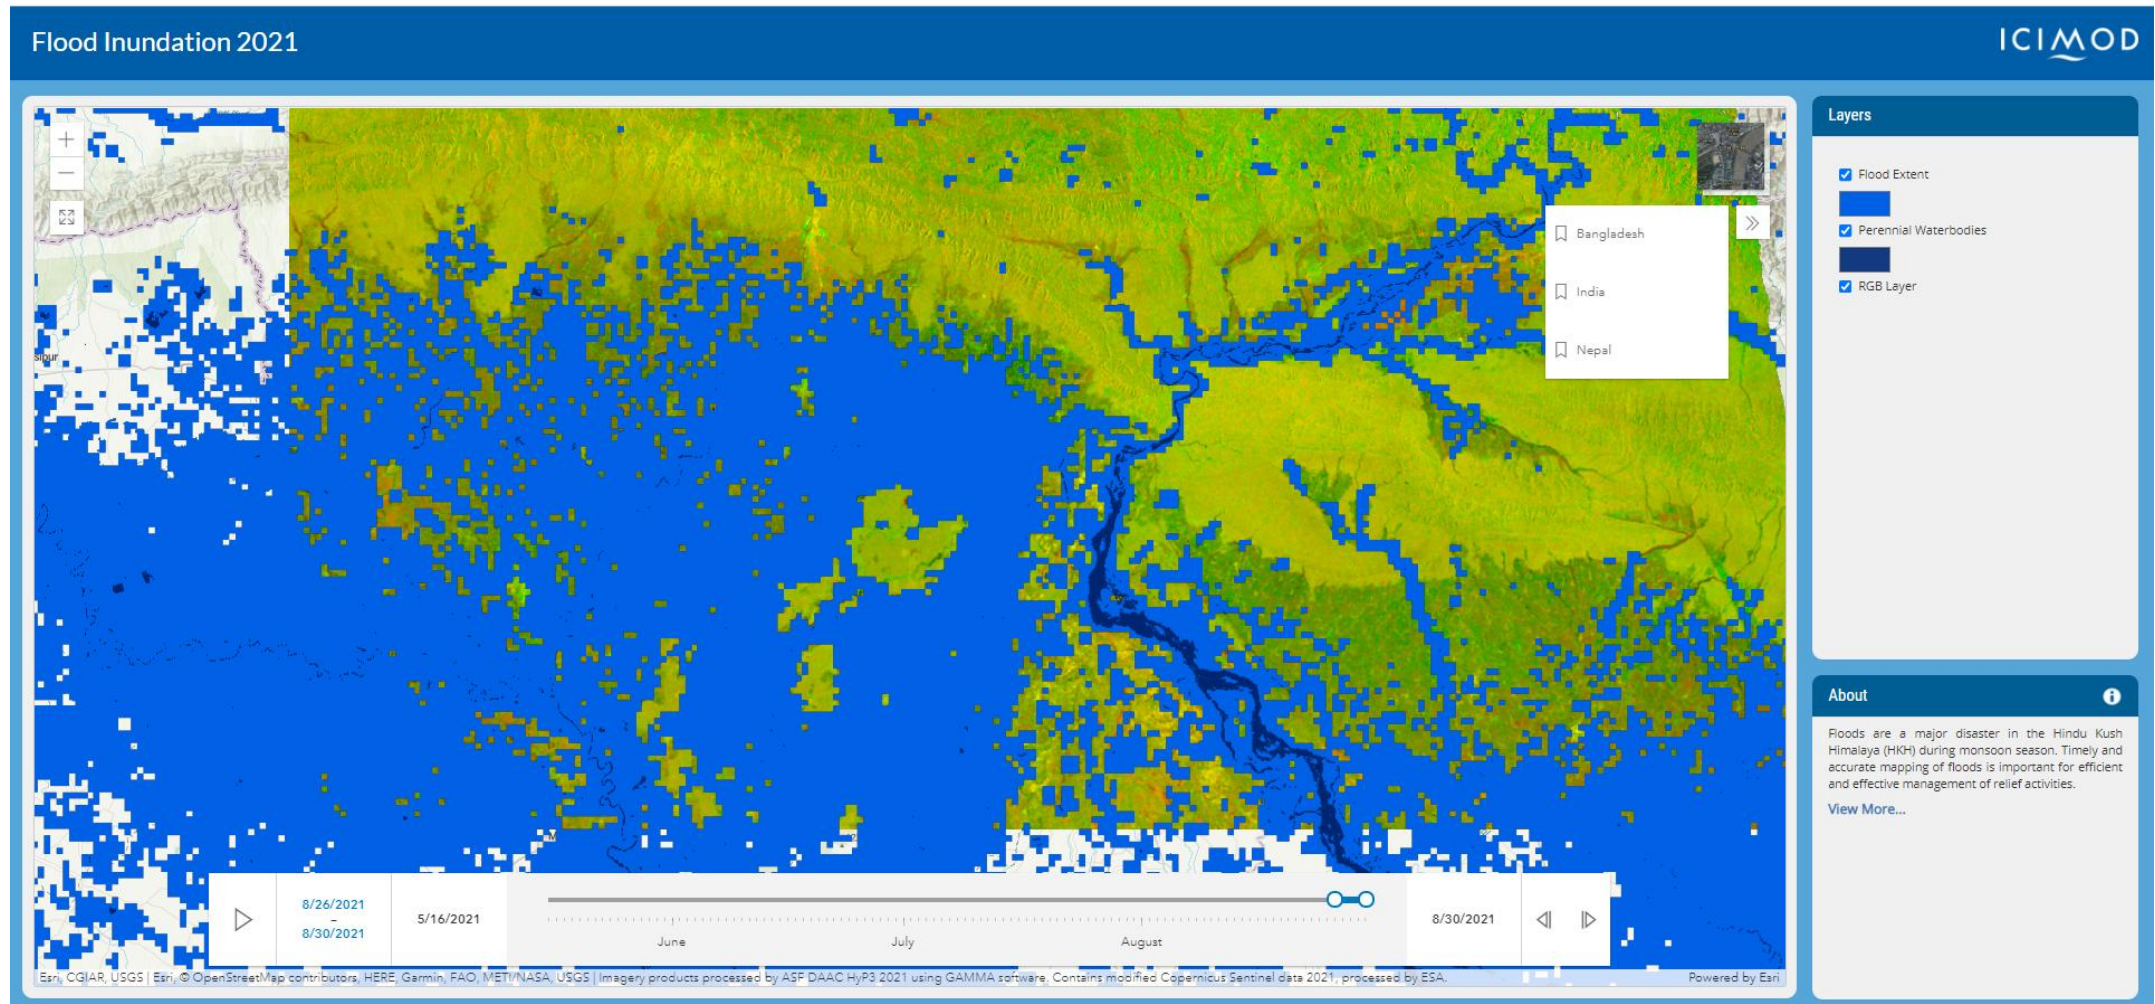 Flood Inundation 2021
ICIMOD
Layers
Flood Extent
Perennial Waterbodies
RGB Layer
Bangladesh
India
Nepal
About
Floods are a major disaster in the Hindu Kush
Himalaya (HKH) during monsoon season. Timely and
accurate mapping of floods is important for efficient
and effective management of relief activities.
View More...
8/26/2021
–
8/30/2021
5/16/2021
June
July
August
8/30/2021
Esri, CGIAR, USGS | Esri, © OpenStreetMap contributors, HERE, Garmin, FAO, METI/NASA, USGS | Imagery products processed by ASF DAAC HyP3 2021 using GAMMA software. Contains modified Copernicus Sentinel data 2021, processed by ESA.
Powered by Esri